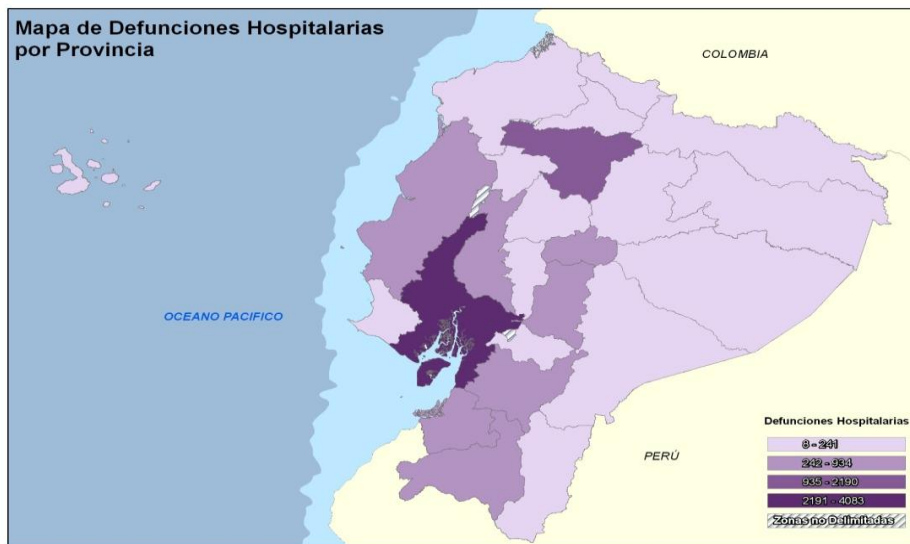 Mapa de Defunciones Hospitalarias
por Provincia
COLOMBIA
OCEANO PACIFICO
PERÚ
Defunciones Hospitalarias
8 - 241
242 - 934
935 - 2190
2191 - 4083
Zonas no Delimitadas